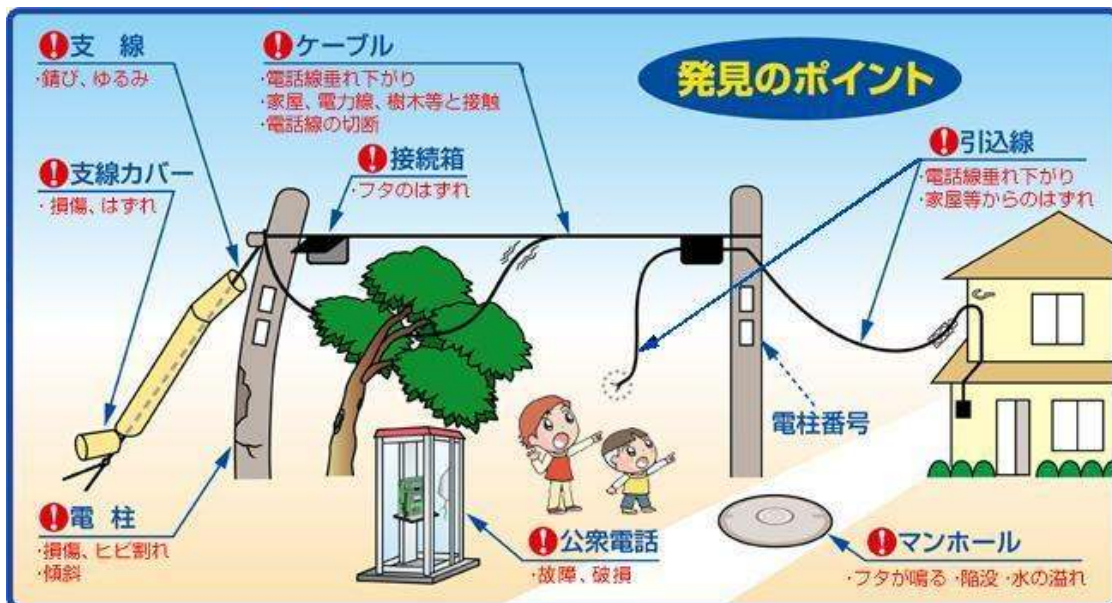 発見のポイント
支 線
・錆び、ゆるみ
ケーブル
・電話線垂れ下がり
・家屋、電力線、樹木等と接触
・電話線の切断
支線カバー
・損傷、はずれ
接続箱
・フタのはずれ
引込線
・電話線垂れ下がり
・家屋等からのはずれ
電柱番号
電 柱
・損傷、ヒビ割れ
・傾斜
公衆電話
・故障、破損
マンホール
・フタが鳴る ・陥没 ・水の溢れ